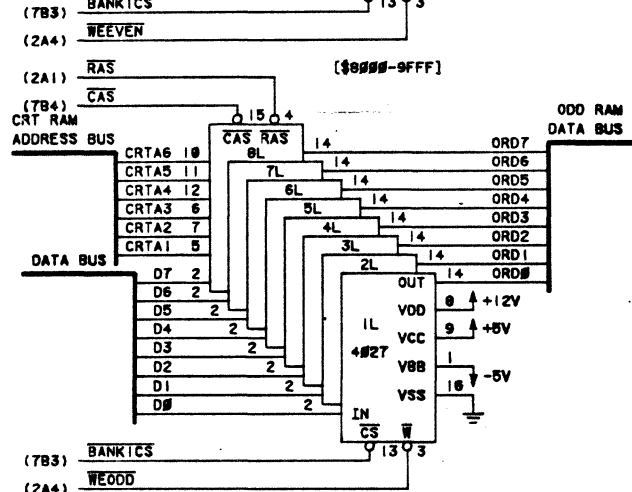 (7B3) BANK1CS 13 3
(2A4) WEEVEN
(2A1) RAS
[$8000-9FFF]
(7B4) CAS
15 4
CRT RAM
ADDRESS BUS
ODD RAM
DATA BUS
CAS RAS
CRTA6 10
CRTA5 11
CRTA4 12
CRTA3 6
CRTA2 7
CRTA1 5
8L 14 ORD7
7L 14 ORD6
6L 14 ORD5
5L 14 ORD4
4L 14 ORD3
3L 14 ORD2
2L 14 ORD1
OUT 14 ORD0
DATA BUS
D7 2
D6 2
D5 2
D4 2
D3 2
D2 2
D1 2
D0 2
1L
4027
VDD 8 +12V
VCC 9 +5V
VBB 1 -5V
VSS 16
IN
CS W
(7B3) BANK1CS 13 3
(2A4) WEODD